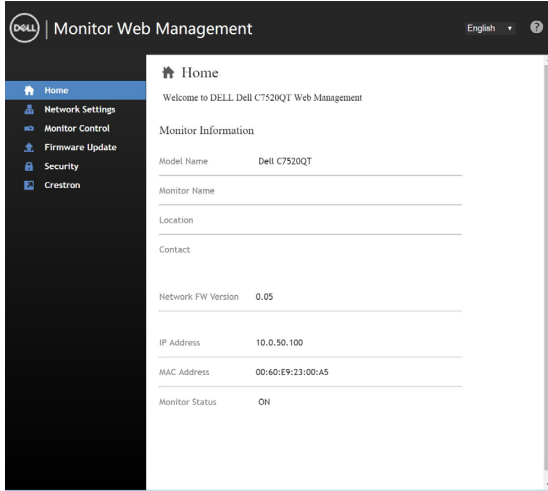 DELL | Monitor Web Management
English
?
Home
Network Settings
Monitor Control
Firmware Update
Security
Crestron
Home
Welcome to DELL Dell C7520QT Web Management
Monitor Information
Model Name Dell C7520QT
Monitor Name
Location
Contact
Network FW Version 0.05
IP Address 10.0.50.100
MAC Address 00:60:E9:23:00:A5
Monitor Status ON